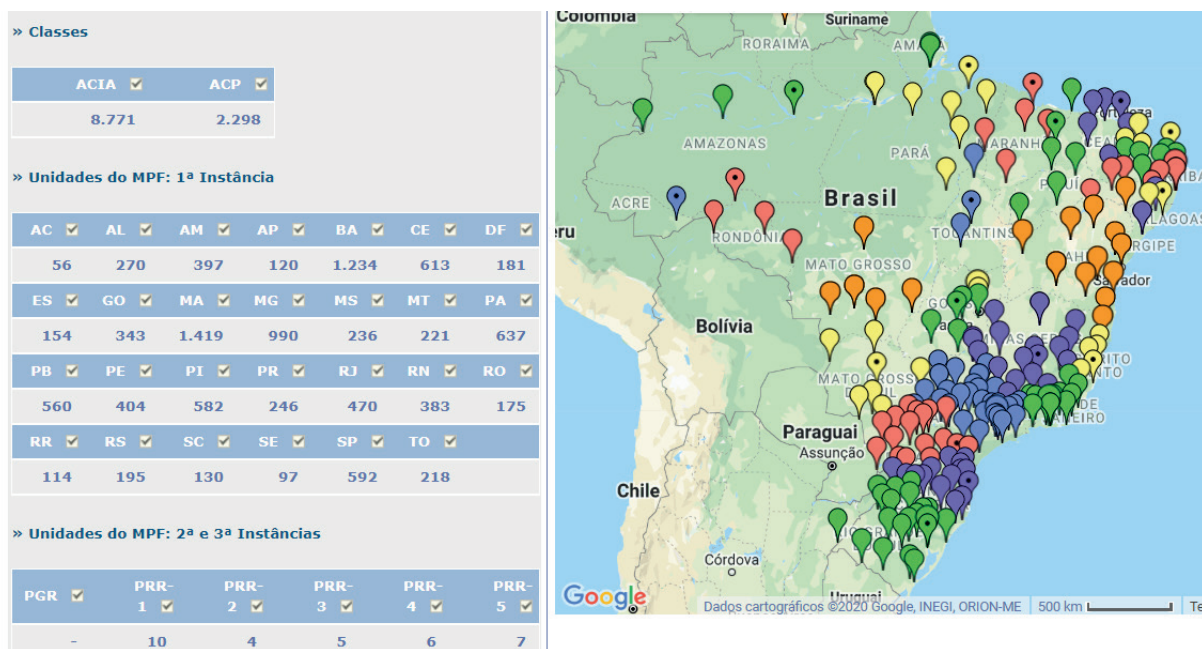 » Classes
ACIA ACP
8.771 2.298
» Unidades do MPF: 1ª Instância
AC AL AM AP BA CE DF
56 270 397 120 1.234 613 181
ES GO MA MG MS MT PA
154 343 1.419 990 236 221 637
PB PE PI PR RJ RN RO
560 404 582 246 470 383 175
RR RS SC SE SP TO
114 195 130 97 592 218
» Unidades do MPF: 2ª e 3ª Instâncias
PGR PRR-1 PRR-2 PRR-3 PRR-4 PRR-5
- 10 4 5 6 7
Colombia
Suriname
RORAIMA
AMAZONAS
PARÁ
ACRE
Brasil
TOCANTINS
MATO GROSSO
Salvador
Bolívia
Paraguai
Assunção
Chile
Córdova
Uruguai
Google
Dados cartográficos ©2020 Google, INEGI, ORION-ME 500 km Te